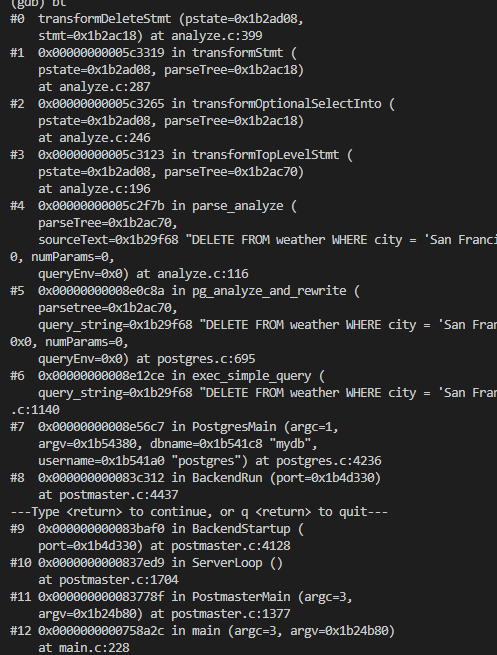 (gdb) bt
#0  transformDeleteStmt (pstate=0x1b2ad08,
    stmt=0x1b2ac18) at analyze.c:399
#1  0x00000000005c3319 in transformStmt (
    pstate=0x1b2ad08, parseTree=0x1b2ac18)
    at analyze.c:287
#2  0x00000000005c3265 in transformOptionalSelectInto (
    pstate=0x1b2ad08, parseTree=0x1b2ac18)
    at analyze.c:246
#3  0x00000000005c3123 in transformTopLevelStmt (
    pstate=0x1b2ad08, parseTree=0x1b2ac70)
    at analyze.c:196
#4  0x00000000005c2f7b in parse_analyze (
    parseTree=0x1b2ac70,
    sourceText=0x1b29f68 "DELETE FROM weather WHERE city = 'San Franci
0, numParams=0,
    queryEnv=0x0) at analyze.c:116
#5  0x00000000008e0c8a in pg_analyze_and_rewrite (
    parsetree=0x1b2ac70,
    query_string=0x1b29f68 "DELETE FROM weather WHERE city = 'San Fran
0x0, numParams=0,
    queryEnv=0x0) at postgres.c:695
#6  0x00000000008e12ce in exec_simple_query (
    query_string=0x1b29f68 "DELETE FROM weather WHERE city = 'San Fran
.c:1140
#7  0x00000000008e56c7 in PostgresMain (argc=1,
    argv=0x1b54380, dbname=0x1b541c8 "mydb",
    username=0x1b541a0 "postgres") at postgres.c:4236
#8  0x000000000083c312 in BackendRun (port=0x1b4d330)
    at postmaster.c:4437
---Type <return> to continue, or q <return> to quit---
#9  0x000000000083baf0 in BackendStartup (
    port=0x1b4d330) at postmaster.c:4128
#10 0x0000000000837ed9 in ServerLoop ()
    at postmaster.c:1704
#11 0x000000000083778f in PostmasterMain (argc=3,
    argv=0x1b24b80) at postmaster.c:1377
#12 0x0000000000758a2c in main (argc=3, argv=0x1b24b80)
    at main.c:228